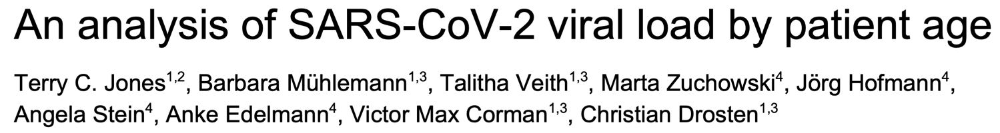 An analysis of SARS-CoV-2 viral load by patient age
Terry C. Jones1,2, Barbara Mühlemann1,3, Talitha Veith1,3, Marta Zuchowski4, Jörg Hofmann4,
Angela Stein4, Anke Edelmann4, Victor Max Corman1,3, Christian Drosten1,3